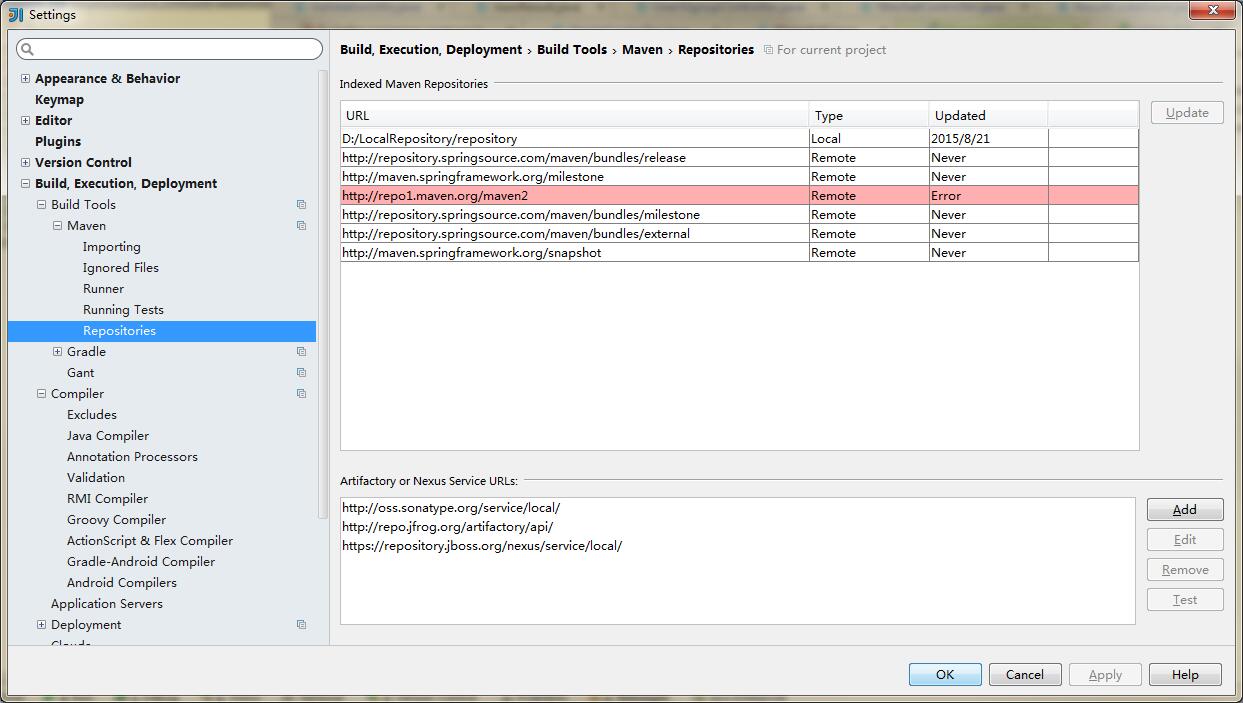 Settings
Appearance & Behavior
Keymap
Editor
Plugins
Version Control
Build, Execution, Deployment
Build Tools
Maven
Importing
Ignored Files
Runner
Running Tests
Repositories
Gradle
Gant
Compiler
Excludes
Java Compiler
Annotation Processors
Validation
RMI Compiler
Groovy Compiler
ActionScript & Flex Compiler
Gradle-Android Compiler
Android Compilers
Application Servers
Deployment
Clouds
Build, Execution, Deployment › Build Tools › Maven › Repositories For current project
Indexed Maven Repositories
URL Type Updated
D:/LocalRepository/repository Local 2015/8/21
http://repository.springsource.com/maven/bundles/release Remote Never
http://maven.springframework.org/milestone Remote Never
http://repo1.maven.org/maven2 Remote Error
http://repository.springsource.com/maven/bundles/milestone Remote Never
http://repository.springsource.com/maven/bundles/external Remote Never
http://maven.springframework.org/snapshot Remote Never
Update
Artifactory or Nexus Service URLs:
http://oss.sonatype.org/service/local/
http://repo.jfrog.org/artifactory/api/
https://repository.jboss.org/nexus/service/local/
Add
Edit
Remove
Test
OK Cancel Apply Help